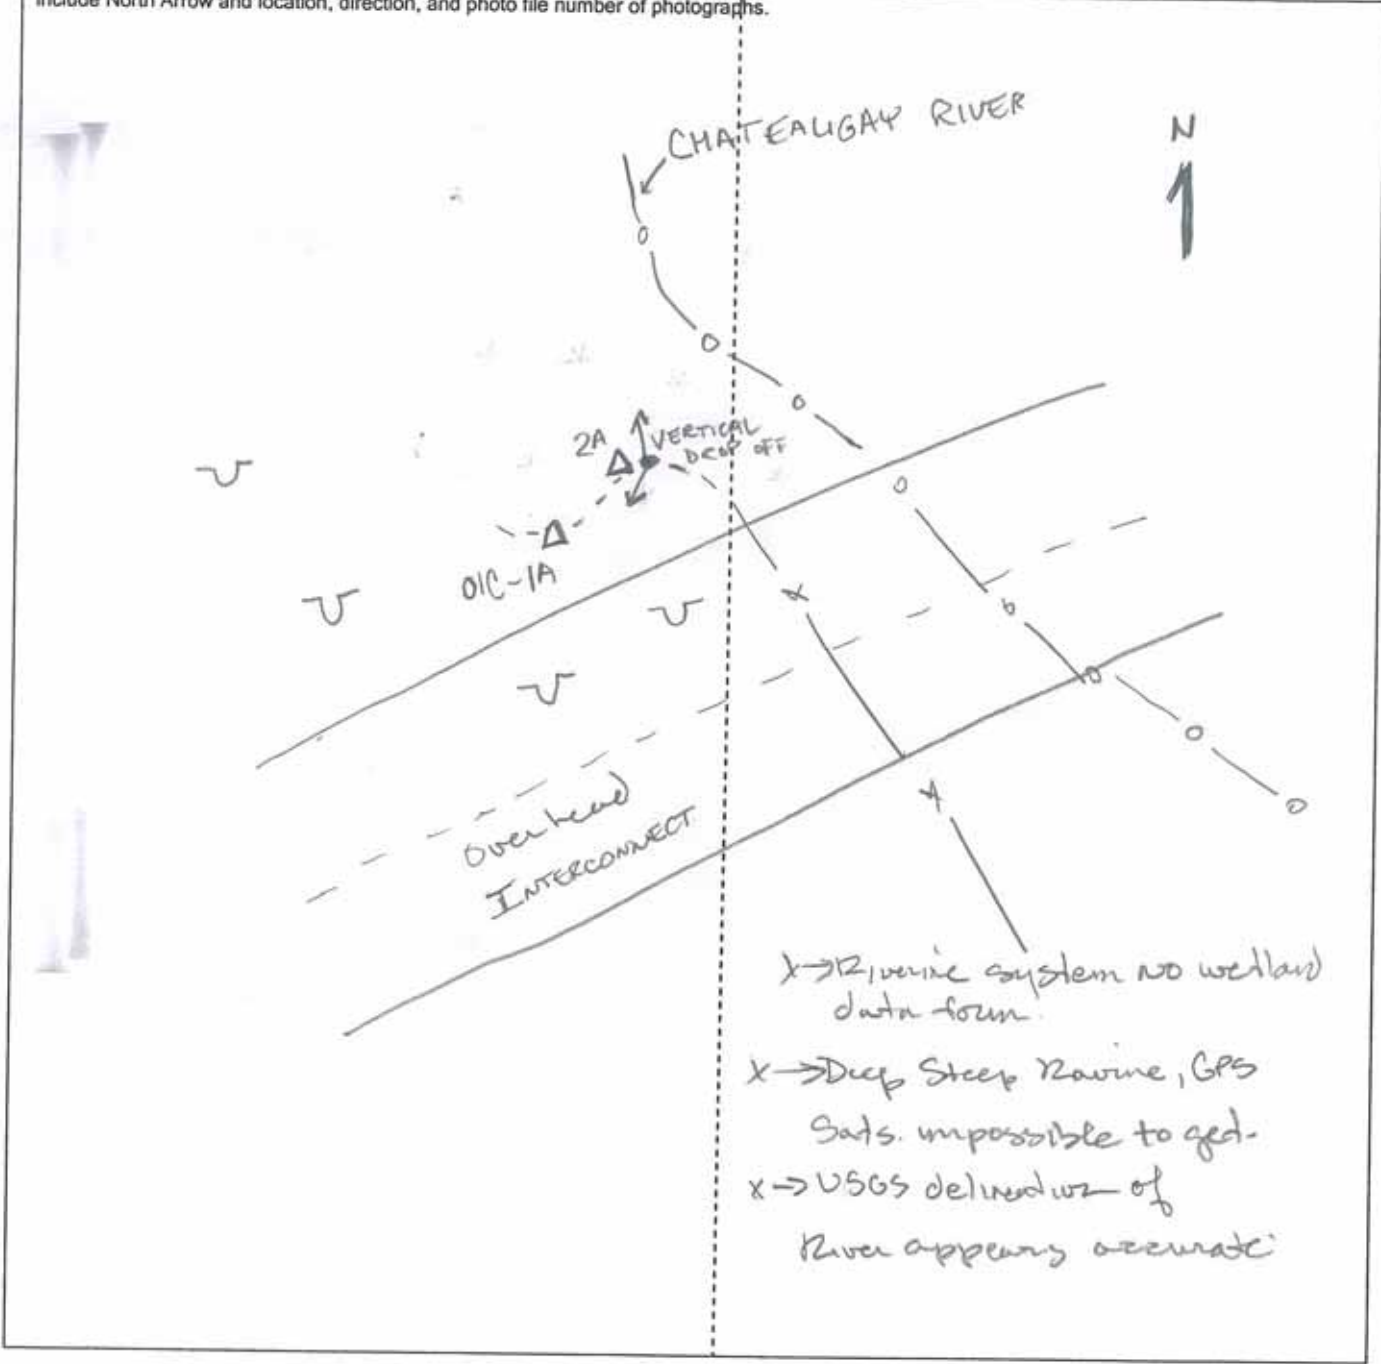 include North Arrow and location, direction, and photo file number of photographs.
CHATEAUGAY RIVER
N
2A
VERTICAL
DROP OFF
01C-1A
Overhead
INTERCONNECT
x→Riverine system no wetland
data form.
x→Deep Steep Ravine, GPS
Sats. impossible to get.
x→USGS delineation of
River appears accurate